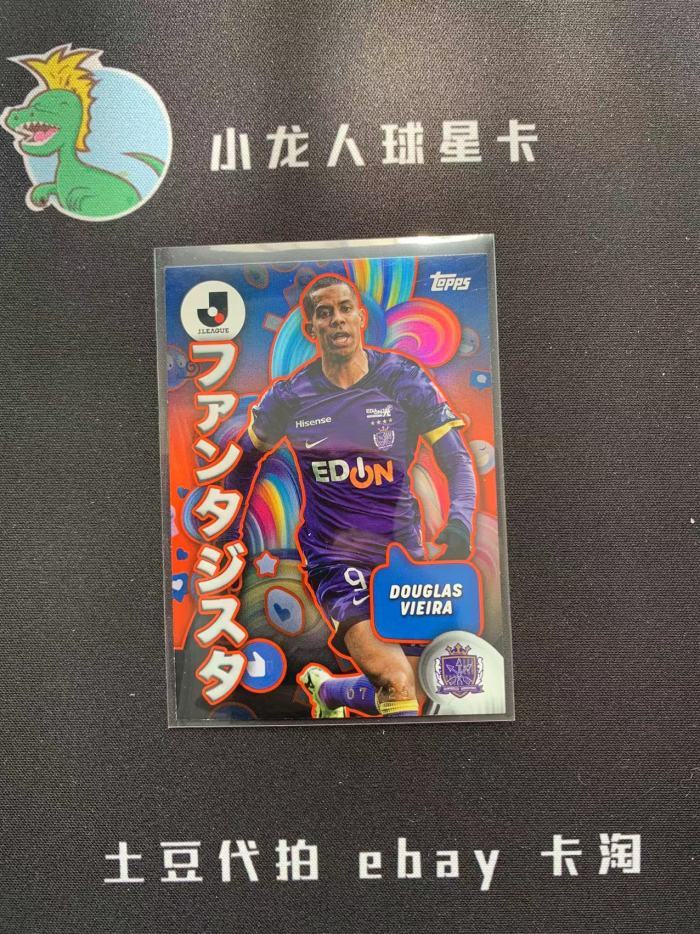 小龙人球星卡
topps
J.LEAGUE
ファンタジスタ
Hisense
EDION
9
DOUGLAS
VIEIRA
土豆代拍 ebay 卡淘